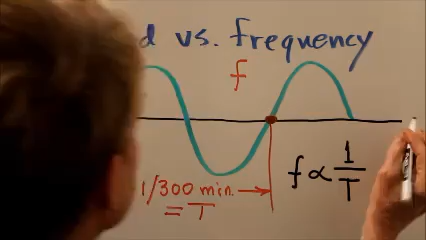 vs. frequency
f
1/300 min.
= T
f ∝ 1/T